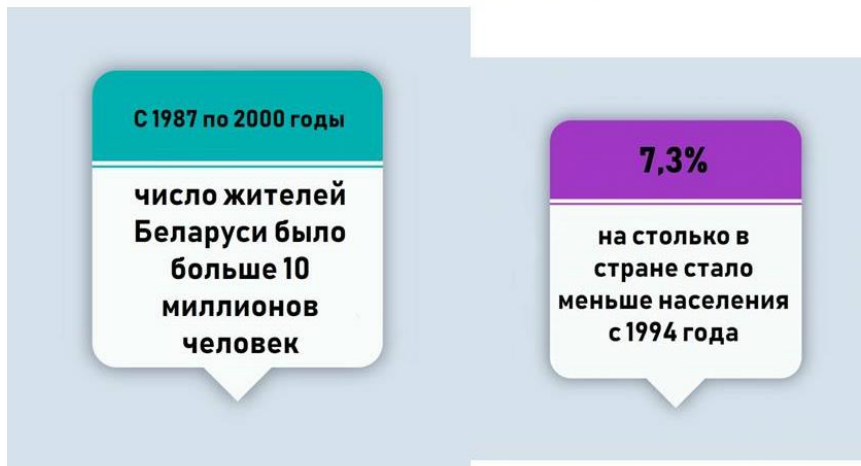 С 1987 по 2000 годы
число жителей
Беларуси было
больше 10
миллионов
человек
7,3%
на столько в
стране стало
меньше населения
с 1994 года